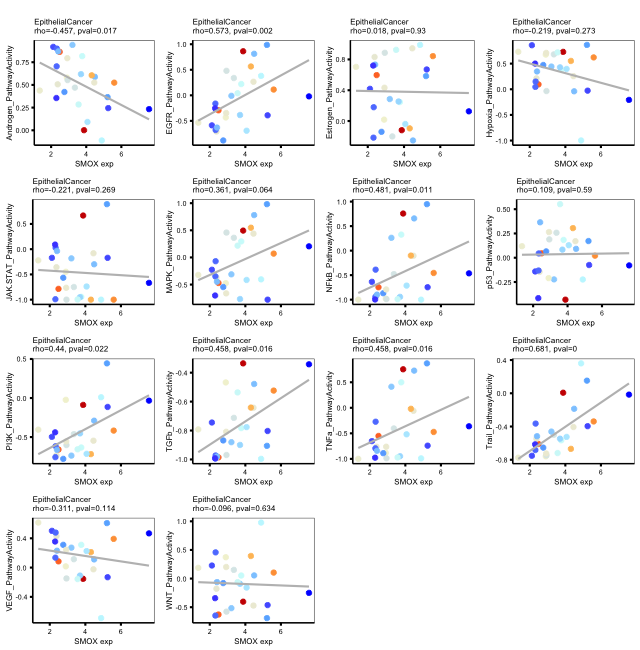 EpithelialCancer
rho=-0.457, pval=0.017
Androgen_PathwayActivity
0.75
0.50
0.25
0.00
2 4 6
SMOX exp
EpithelialCancer
rho=0.573, pval=0.002
EGFR_PathwayActivity
1.0
0.5
0.0
-0.5
2 4 6
SMOX exp
EpithelialCancer
rho=0.018, pval=0.93
Estrogen_PathwayActivity
0.8
0.4
0.0
2 4 6
SMOX exp
EpithelialCancer
rho=-0.219, pval=0.273
Hypoxia_PathwayActivity
1.0
0.5
0.0
-0.5
-1.0
2 4 6
SMOX exp
EpithelialCancer
rho=-0.221, pval=0.269
JAK-STAT_PathwayActivity
0.5
0.0
-0.5
-1.0
2 4 6
SMOX exp
EpithelialCancer
rho=0.361, pval=0.064
MAPK_PathwayActivity
1.0
0.5
0.0
-0.5
2 4 6
SMOX exp
EpithelialCancer
rho=0.481, pval=0.011
NFkB_PathwayActivity
1.0
0.5
0.0
-0.5
-1.0
2 4 6
SMOX exp
EpithelialCancer
rho=0.109, pval=0.59
p53_PathwayActivity
0.50
0.25
0.00
-0.25
2 4 6
SMOX exp
EpithelialCancer
rho=0.44, pval=0.022
PI3K_PathwayActivity
0.5
0.0
-0.5
2 4 6
SMOX exp
EpithelialCancer
rho=0.458, pval=0.016
TGFb_PathwayActivity
-0.4
-0.6
-0.8
-1.0
2 4 6
SMOX exp
EpithelialCancer
rho=0.458, pval=0.016
TNFa_PathwayActivity
0.5
0.0
-0.5
-1.0
2 4 6
SMOX exp
EpithelialCancer
rho=0.681, pval=0
Trail_PathwayActivity
0.4
0.0
-0.4
-0.8
2 4 6
SMOX exp
EpithelialCancer
rho=-0.311, pval=0.114
VEGF_PathwayActivity
0.4
0.0
-0.4
2 4 6
SMOX exp
EpithelialCancer
rho=-0.096, pval=0.634
WNT_PathwayActivity
1.0
0.5
0.0
-0.5
2 4 6
SMOX exp